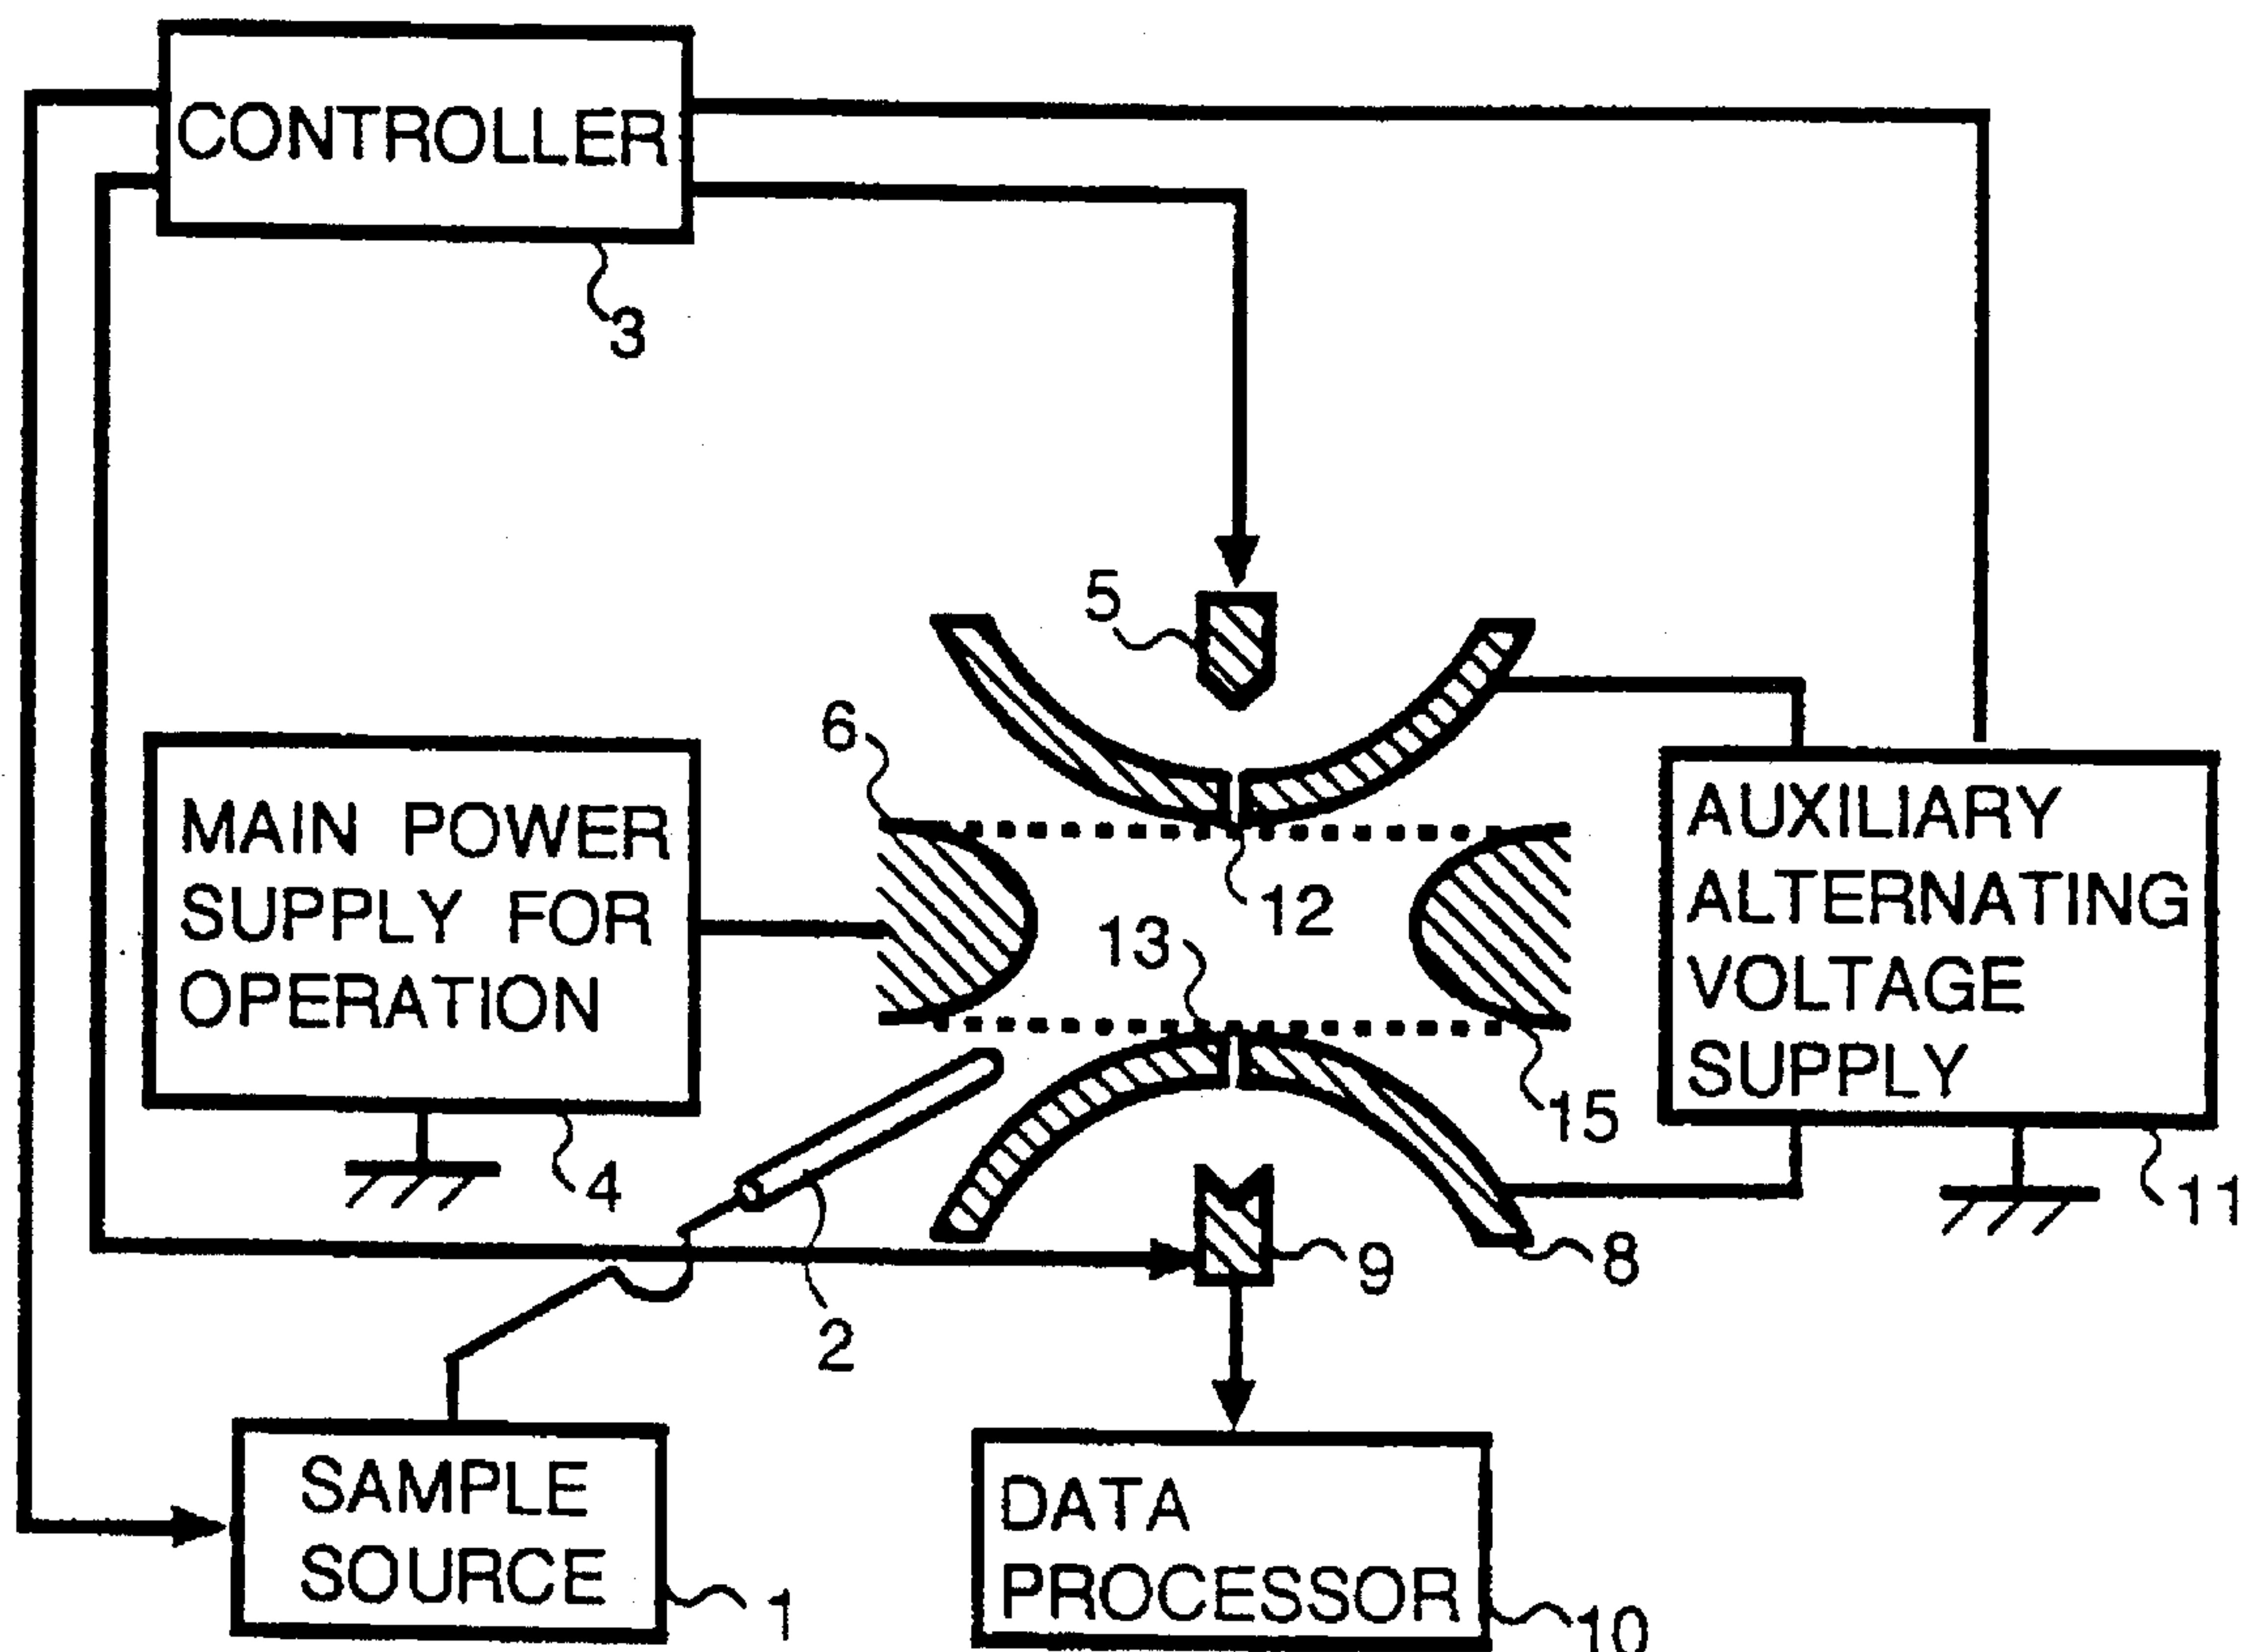 CONTROLLER
3
5
6
MAIN POWER
SUPPLY FOR
OPERATION
4
12
13
15
AUXILIARY
ALTERNATING
VOLTAGE
SUPPLY
11
8
9
2
SAMPLE
SOURCE
1
DATA
PROCESSOR
10